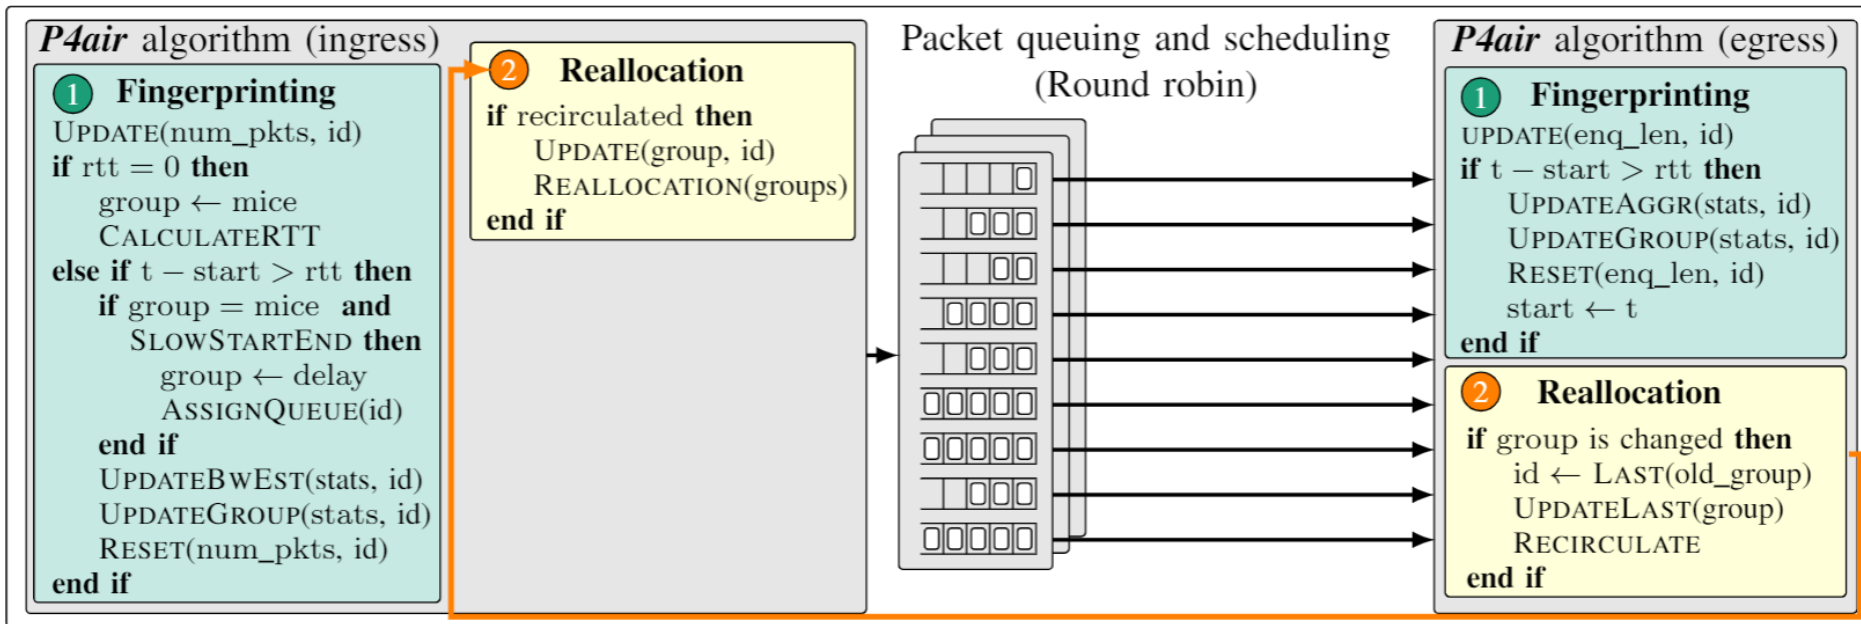 P4air algorithm (ingress)
1 Fingerprinting
UPDATE(num_pkts, id)
if rtt = 0 then
group ← mice
CALCULATERTT
else if t − start > rtt then
if group = mice and
SLOWSTARTEND then
group ← delay
ASSIGNQUEUE(id)
end if
UPDATEBWEST(stats, id)
UPDATEGROUP(stats, id)
RESET(num_pkts, id)
end if
2 Reallocation
if recirculated then
UPDATE(group, id)
REALLOCATION(groups)
end if
Packet queuing and scheduling
(Round robin)
P4air algorithm (egress)
1 Fingerprinting
UPDATE(enq_len, id)
if t − start > rtt then
UPDATEAGGR(stats, id)
UPDATEGROUP(stats, id)
RESET(enq_len, id)
start ← t
end if
2 Reallocation
if group is changed then
id ← LAST(old_group)
UPDATELAST(group)
RECIRCULATE
end if